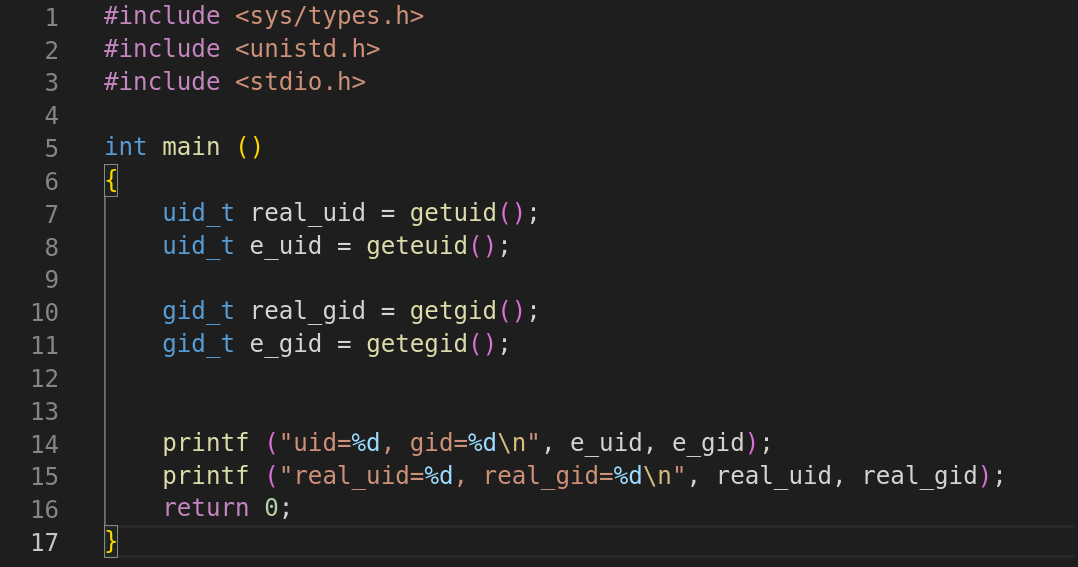 1 #include <sys/types.h>
2 #include <unistd.h>
3 #include <stdio.h>
4
5 int main ()
6 {
7     uid_t real_uid = getuid();
8     uid_t e_uid = geteuid();
9
10     gid_t real_gid = getgid();
11     gid_t e_gid = getegid();
12
13
14     printf ("uid=%d, gid=%d\n", e_uid, e_gid);
15     printf ("real_uid=%d, real_gid=%d\n", real_uid, real_gid);
16     return 0;
17 }